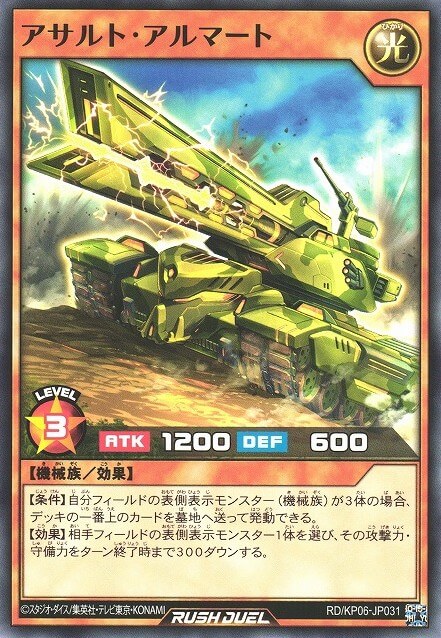 アサルト・アルマート
光
LEVEL
3
ATK 1200 DEF 600
【機械族/効果】
【条件】自分フィールドの表側表示モンスター(機械族)が3体の場合、
デッキの一番上のカードを墓地へ送って発動できる。
【効果】相手フィールドの表側表示モンスター1体を選び、その攻撃力・
守備力をターン終了時まで300ダウンする。
©スタジオ・ダイス/集英社・テレビ東京・KONAMI
RUSH DUEL
RD/KP06-JP031